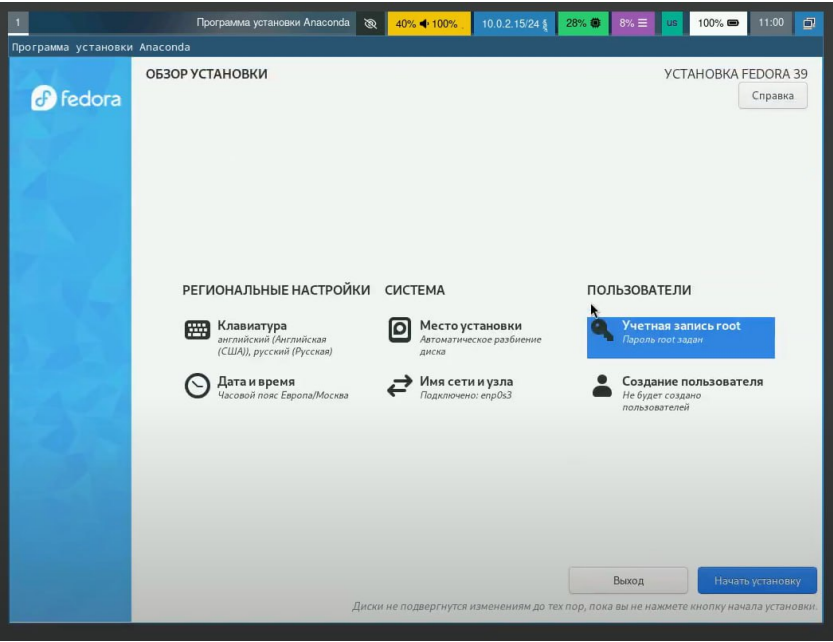 1 Программа установки Anaconda 40% 100% 10.0.2.15/24 28% 8% us 100% 11:00
Программа установки Anaconda
fedora
ОБЗОР УСТАНОВКИ
УСТАНОВКА FEDORA 39
Справка
РЕГИОНАЛЬНЫЕ НАСТРОЙКИ
Клавиатура
английский (Английская
(США)), русский (Русская)
Дата и время
Часовой пояс Европа/Москва
СИСТЕМА
Место установки
Автоматическое разбиение
диска
Имя сети и узла
Подключено: enp0s3
ПОЛЬЗОВАТЕЛИ
Учетная запись root
Пароль root задан
Создание пользователя
Не будет создано
пользователей
Выход
Начать установку
Диски не подвергнутся изменениям до тех пор, пока вы не нажмете кнопку начала установки.